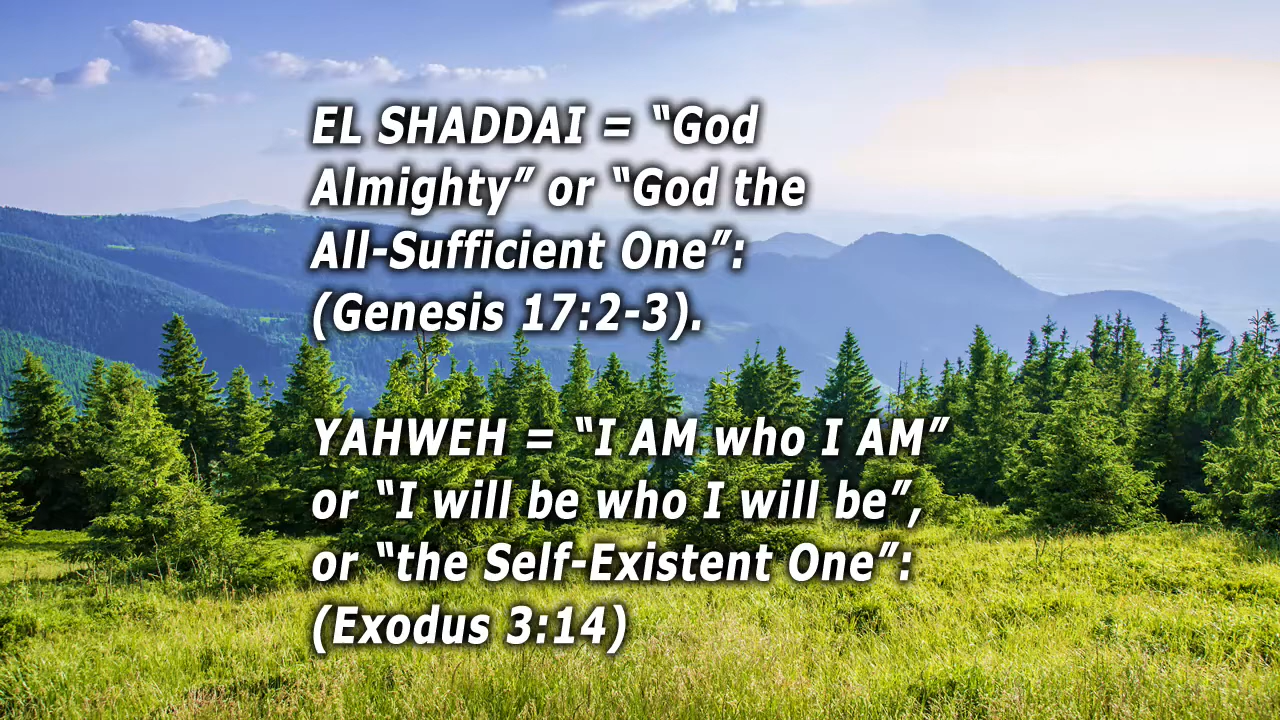 EL SHADDAI = “God
Almighty” or “God the
All-Sufficient One”:
(Genesis 17:2-3).
YAHWEH = “I AM who I AM”
or “I will be who I will be”,
or “the Self-Existent One”:
(Exodus 3:14)